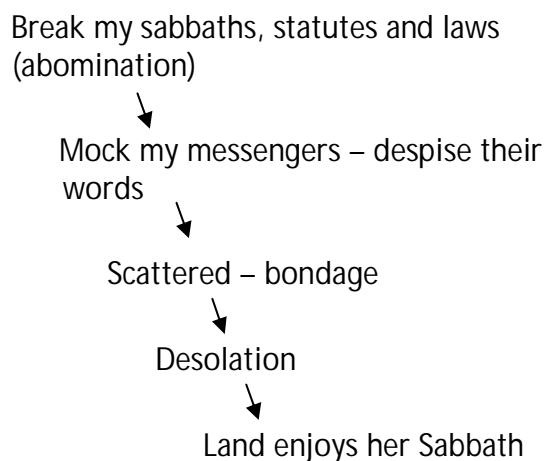 Break my sabbaths, statutes and laws
(abomination)
Mock my messengers – despise their
words
Scattered – bondage
Desolation
Land enjoys her Sabbath